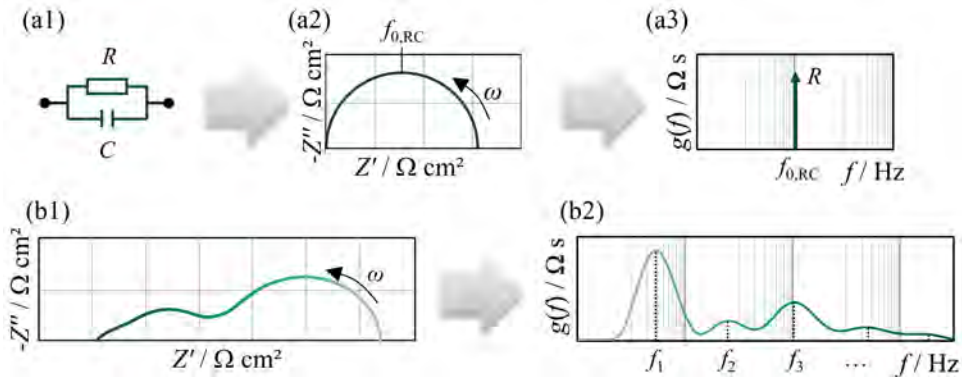 (a1)
R
C
(a2)
f0,RC
-Z′′ / Ω cm²
ω
Z′ / Ω cm²
(a3)
g(f) / Ω s
R
f0,RC
f / Hz
(b1)
-Z′′ / Ω cm²
ω
Z′ / Ω cm²
(b2)
g(f) / Ω s
f1 f2 f3 ··· f / Hz